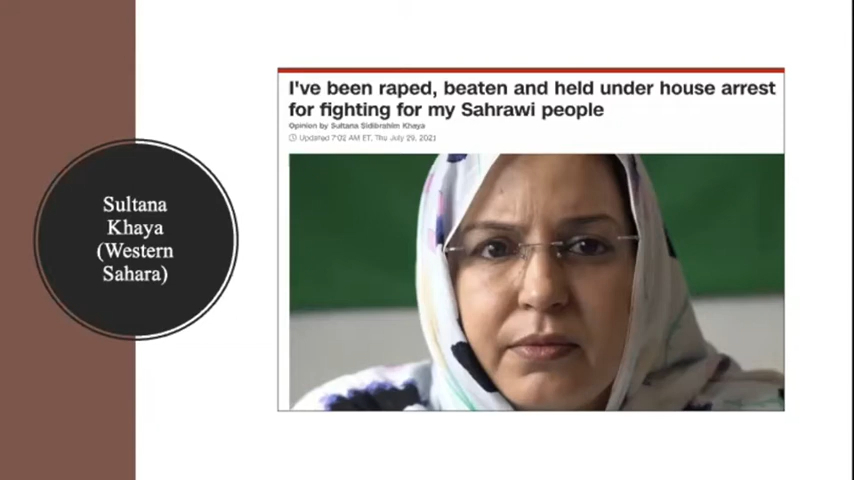 Sultana
Khaya
(Western
Sahara)
I've been raped, beaten and held under house arrest
for fighting for my Sahrawi people
Opinion by Sultana Sidibrahim Khaya
Updated 7:02 AM ET, Thu July 29, 2021